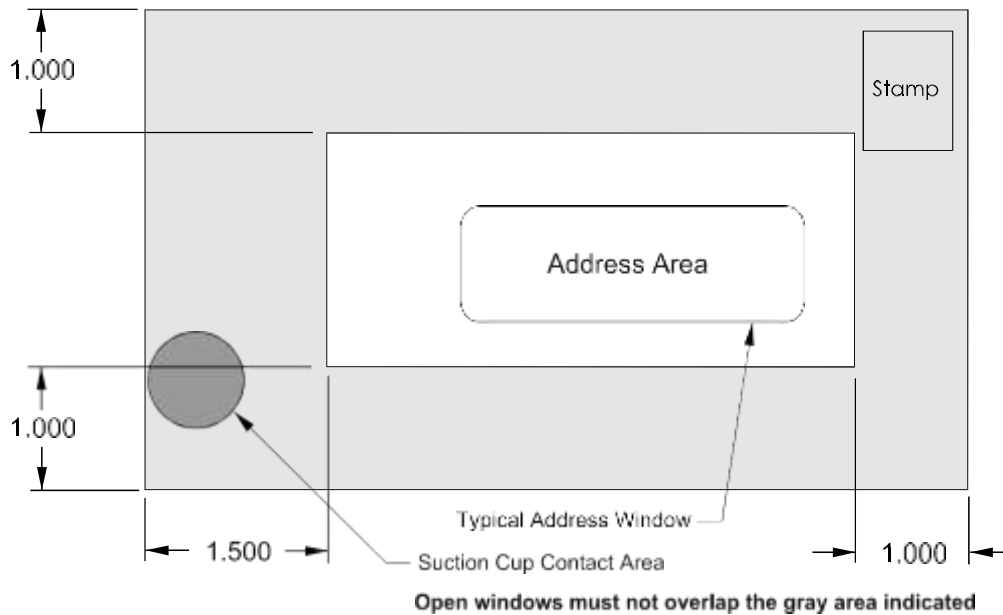 1.000
Stamp
Address Area
1.000
Typical Address Window
1.500
Suction Cup Contact Area
1.000
Open windows must not overlap the gray area indicated